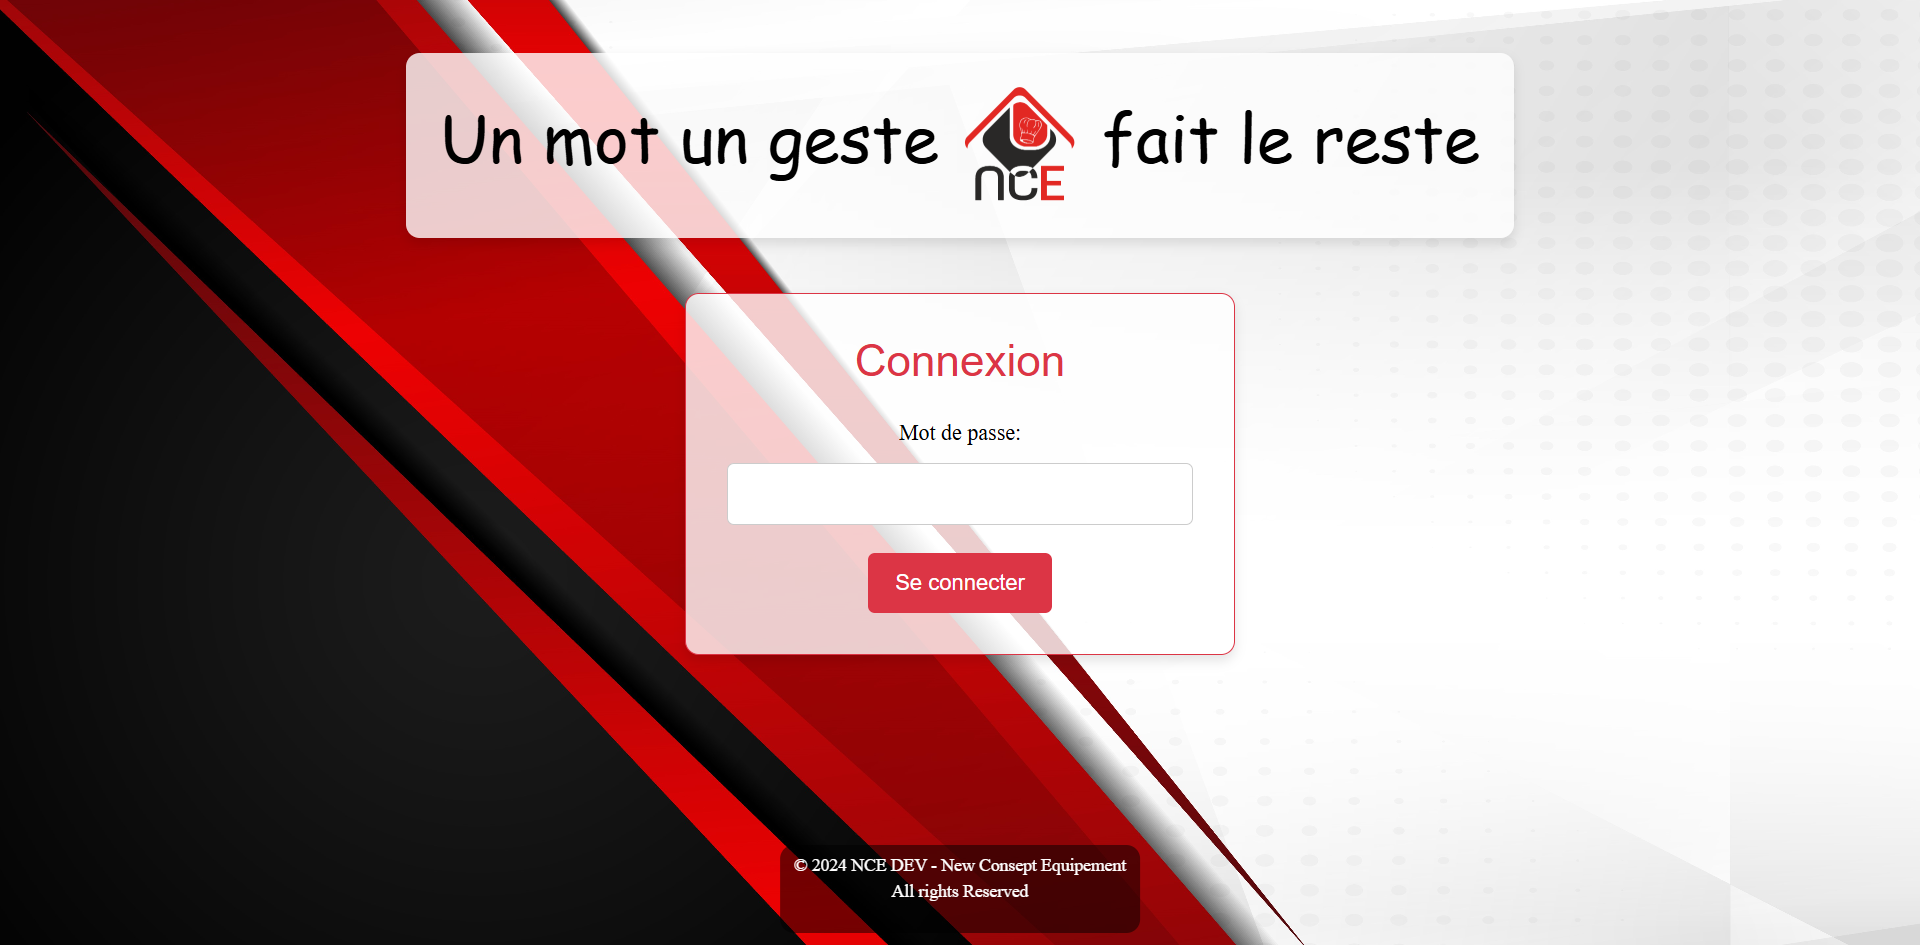 Un mot un geste nCE fait le reste
Connexion
Mot de passe:
Se connecter
© 2024 NCE DEV - New Consept Equipement
All rights Reserved